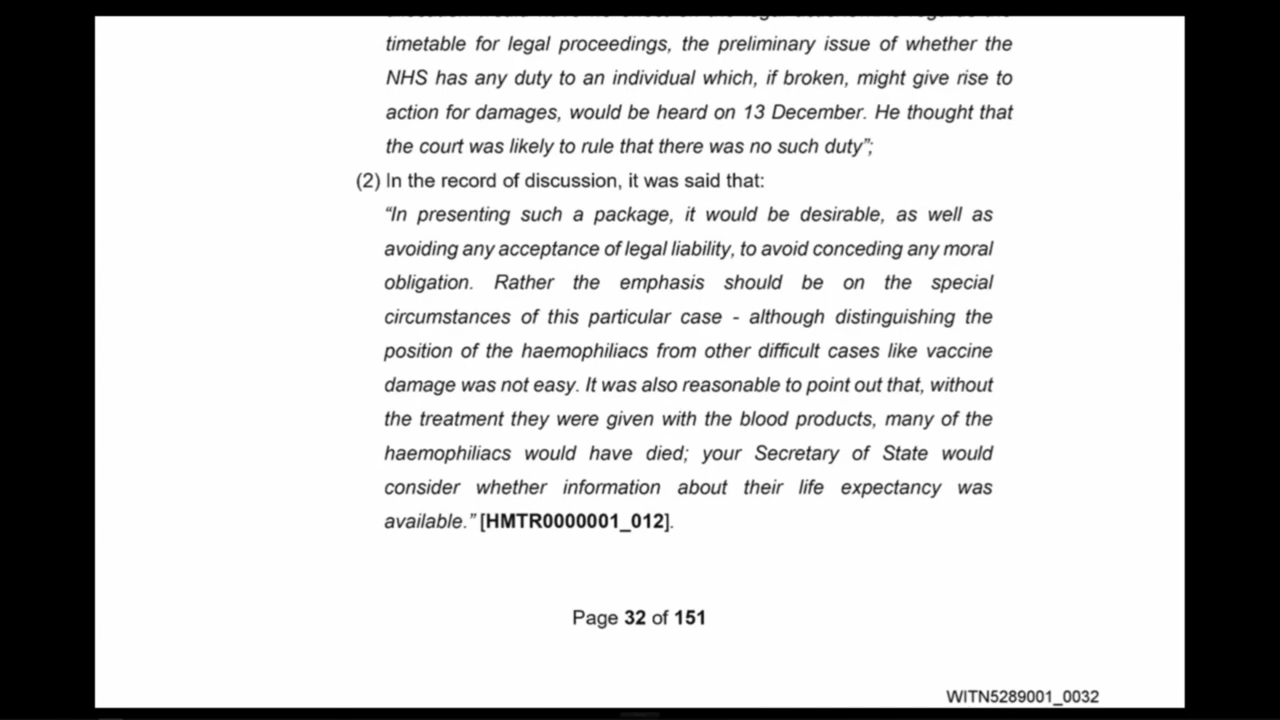 timetable for legal proceedings, the preliminary issue of whether the
NHS has any duty to an individual which, if broken, might give rise to
action for damages, would be heard on 13 December. He thought that
the court was likely to rule that there was no such duty”;
(2) In the record of discussion, it was said that:
“In presenting such a package, it would be desirable, as well as
avoiding any acceptance of legal liability, to avoid conceding any moral
obligation. Rather the emphasis should be on the special
circumstances of this particular case - although distinguishing the
position of the haemophiliacs from other difficult cases like vaccine
damage was not easy. It was also reasonable to point out that, without
the treatment they were given with the blood products, many of the
haemophiliacs would have died; your Secretary of State would
consider whether information about their life expectancy was
available.” [HMTR0000001_012].
Page 32 of 151
WITN5289001_0032